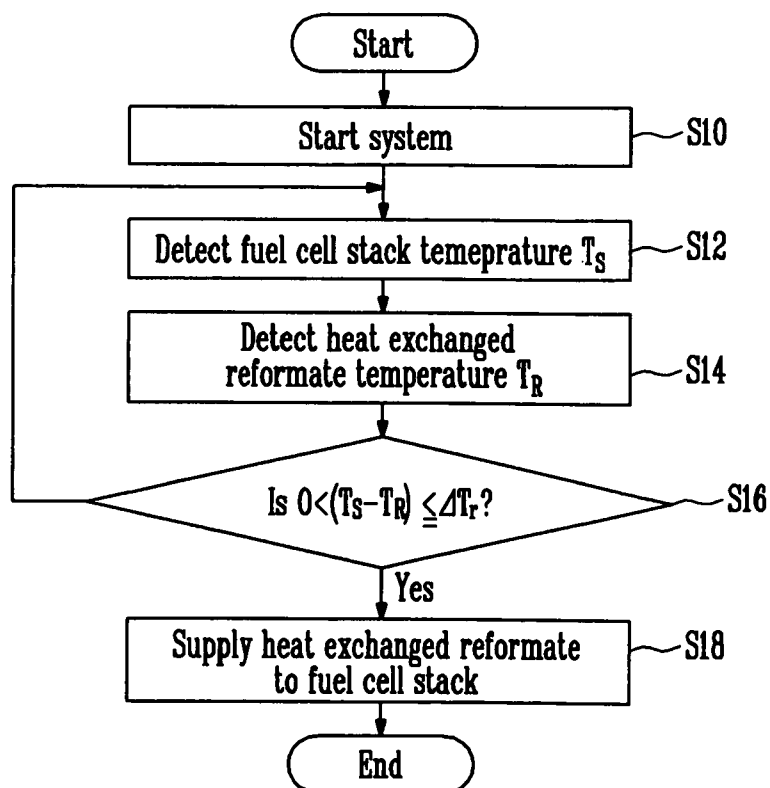 Start
Start system
S10
Detect fuel cell stack temeprature T_S
S12
Detect heat exchanged
reformate temperature T_R
S14
Is 0<(T_S-T_R) ≦ΔT_r?
S16
Yes
Supply heat exchanged reformate
to fuel cell stack
S18
End